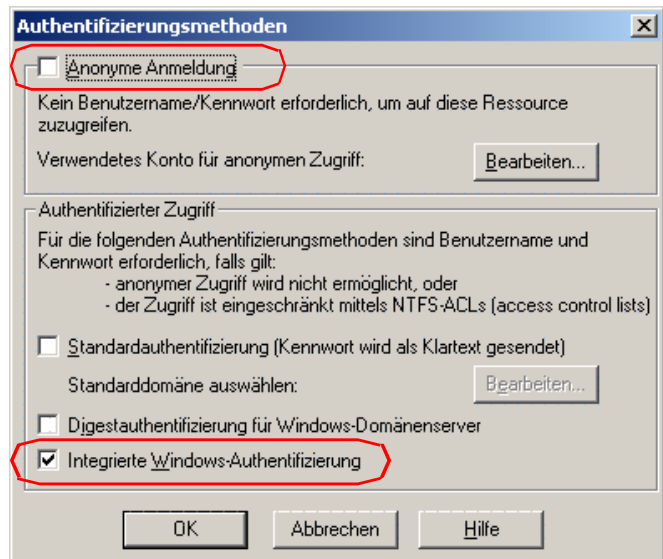 Authentifizierungsmethoden
Anonyme Anmeldung
Kein Benutzername/Kennwort erforderlich, um auf diese Ressource
zuzugreifen.
Verwendetes Konto für anonymen Zugriff:
Bearbeiten...
Authentifizierter Zugriff
Für die folgenden Authentifizierungsmethoden sind Benutzername und
Kennwort erforderlich, falls gilt:
- anonymer Zugriff wird nicht ermöglicht, oder
- der Zugriff ist eingeschränkt mittels NTFS-ACLs (access control lists)
Standardauthentifizierung (Kennwort wird als Klartext gesendet)
Standarddomäne auswählen:
Bearbeiten...
Digestauthentifizierung für Windows-Domänenserver
Integrierte Windows-Authentifizierung
OK
Abbrechen
Hilfe